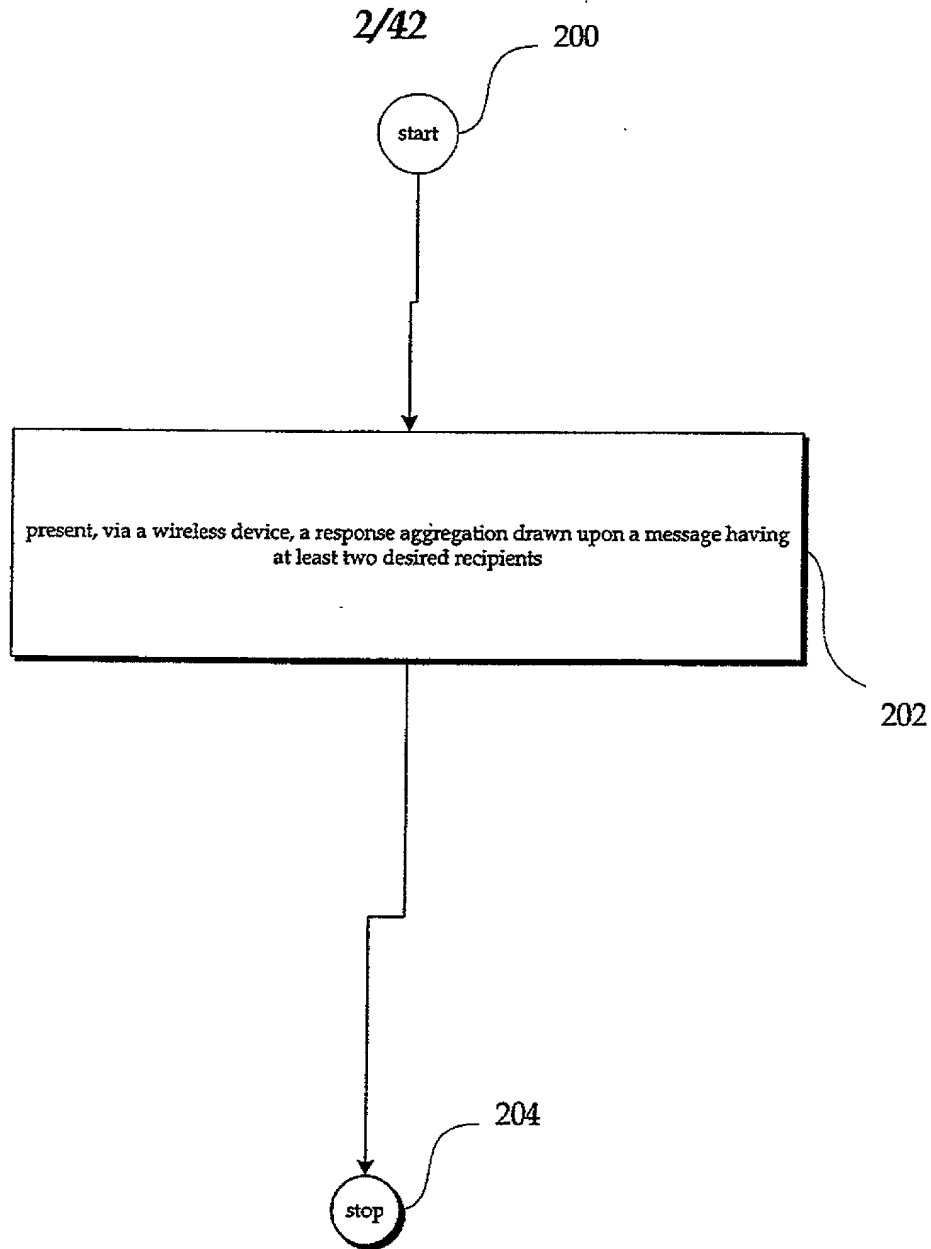 2/42
200
start
present, via a wireless device, a response aggregation drawn upon a message having
at least two desired recipients
202
204
stop